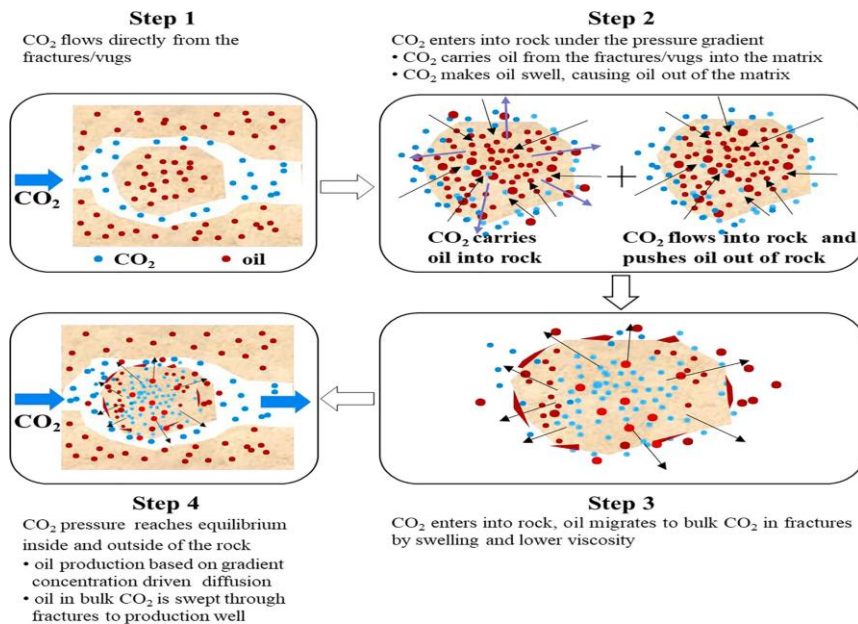 Step 1
CO₂ flows directly from the
fractures/vugs
CO₂
CO₂
oil
Step 2
CO₂ enters into rock under the pressure gradient
• CO₂ carries oil from the fractures/vugs into the matrix
• CO₂ makes oil swell, causing oil out of the matrix
+
CO₂ carries
oil into rock
CO₂ flows into rock and
pushes oil out of rock
Step 3
CO₂ enters into rock, oil migrates to bulk CO₂ in fractures
by swelling and lower viscosity
CO₂
Step 4
CO₂ pressure reaches equilibrium
inside and outside of the rock
• oil production based on gradient
concentration driven diffusion
• oil in bulk CO₂ is swept through
fractures to production well